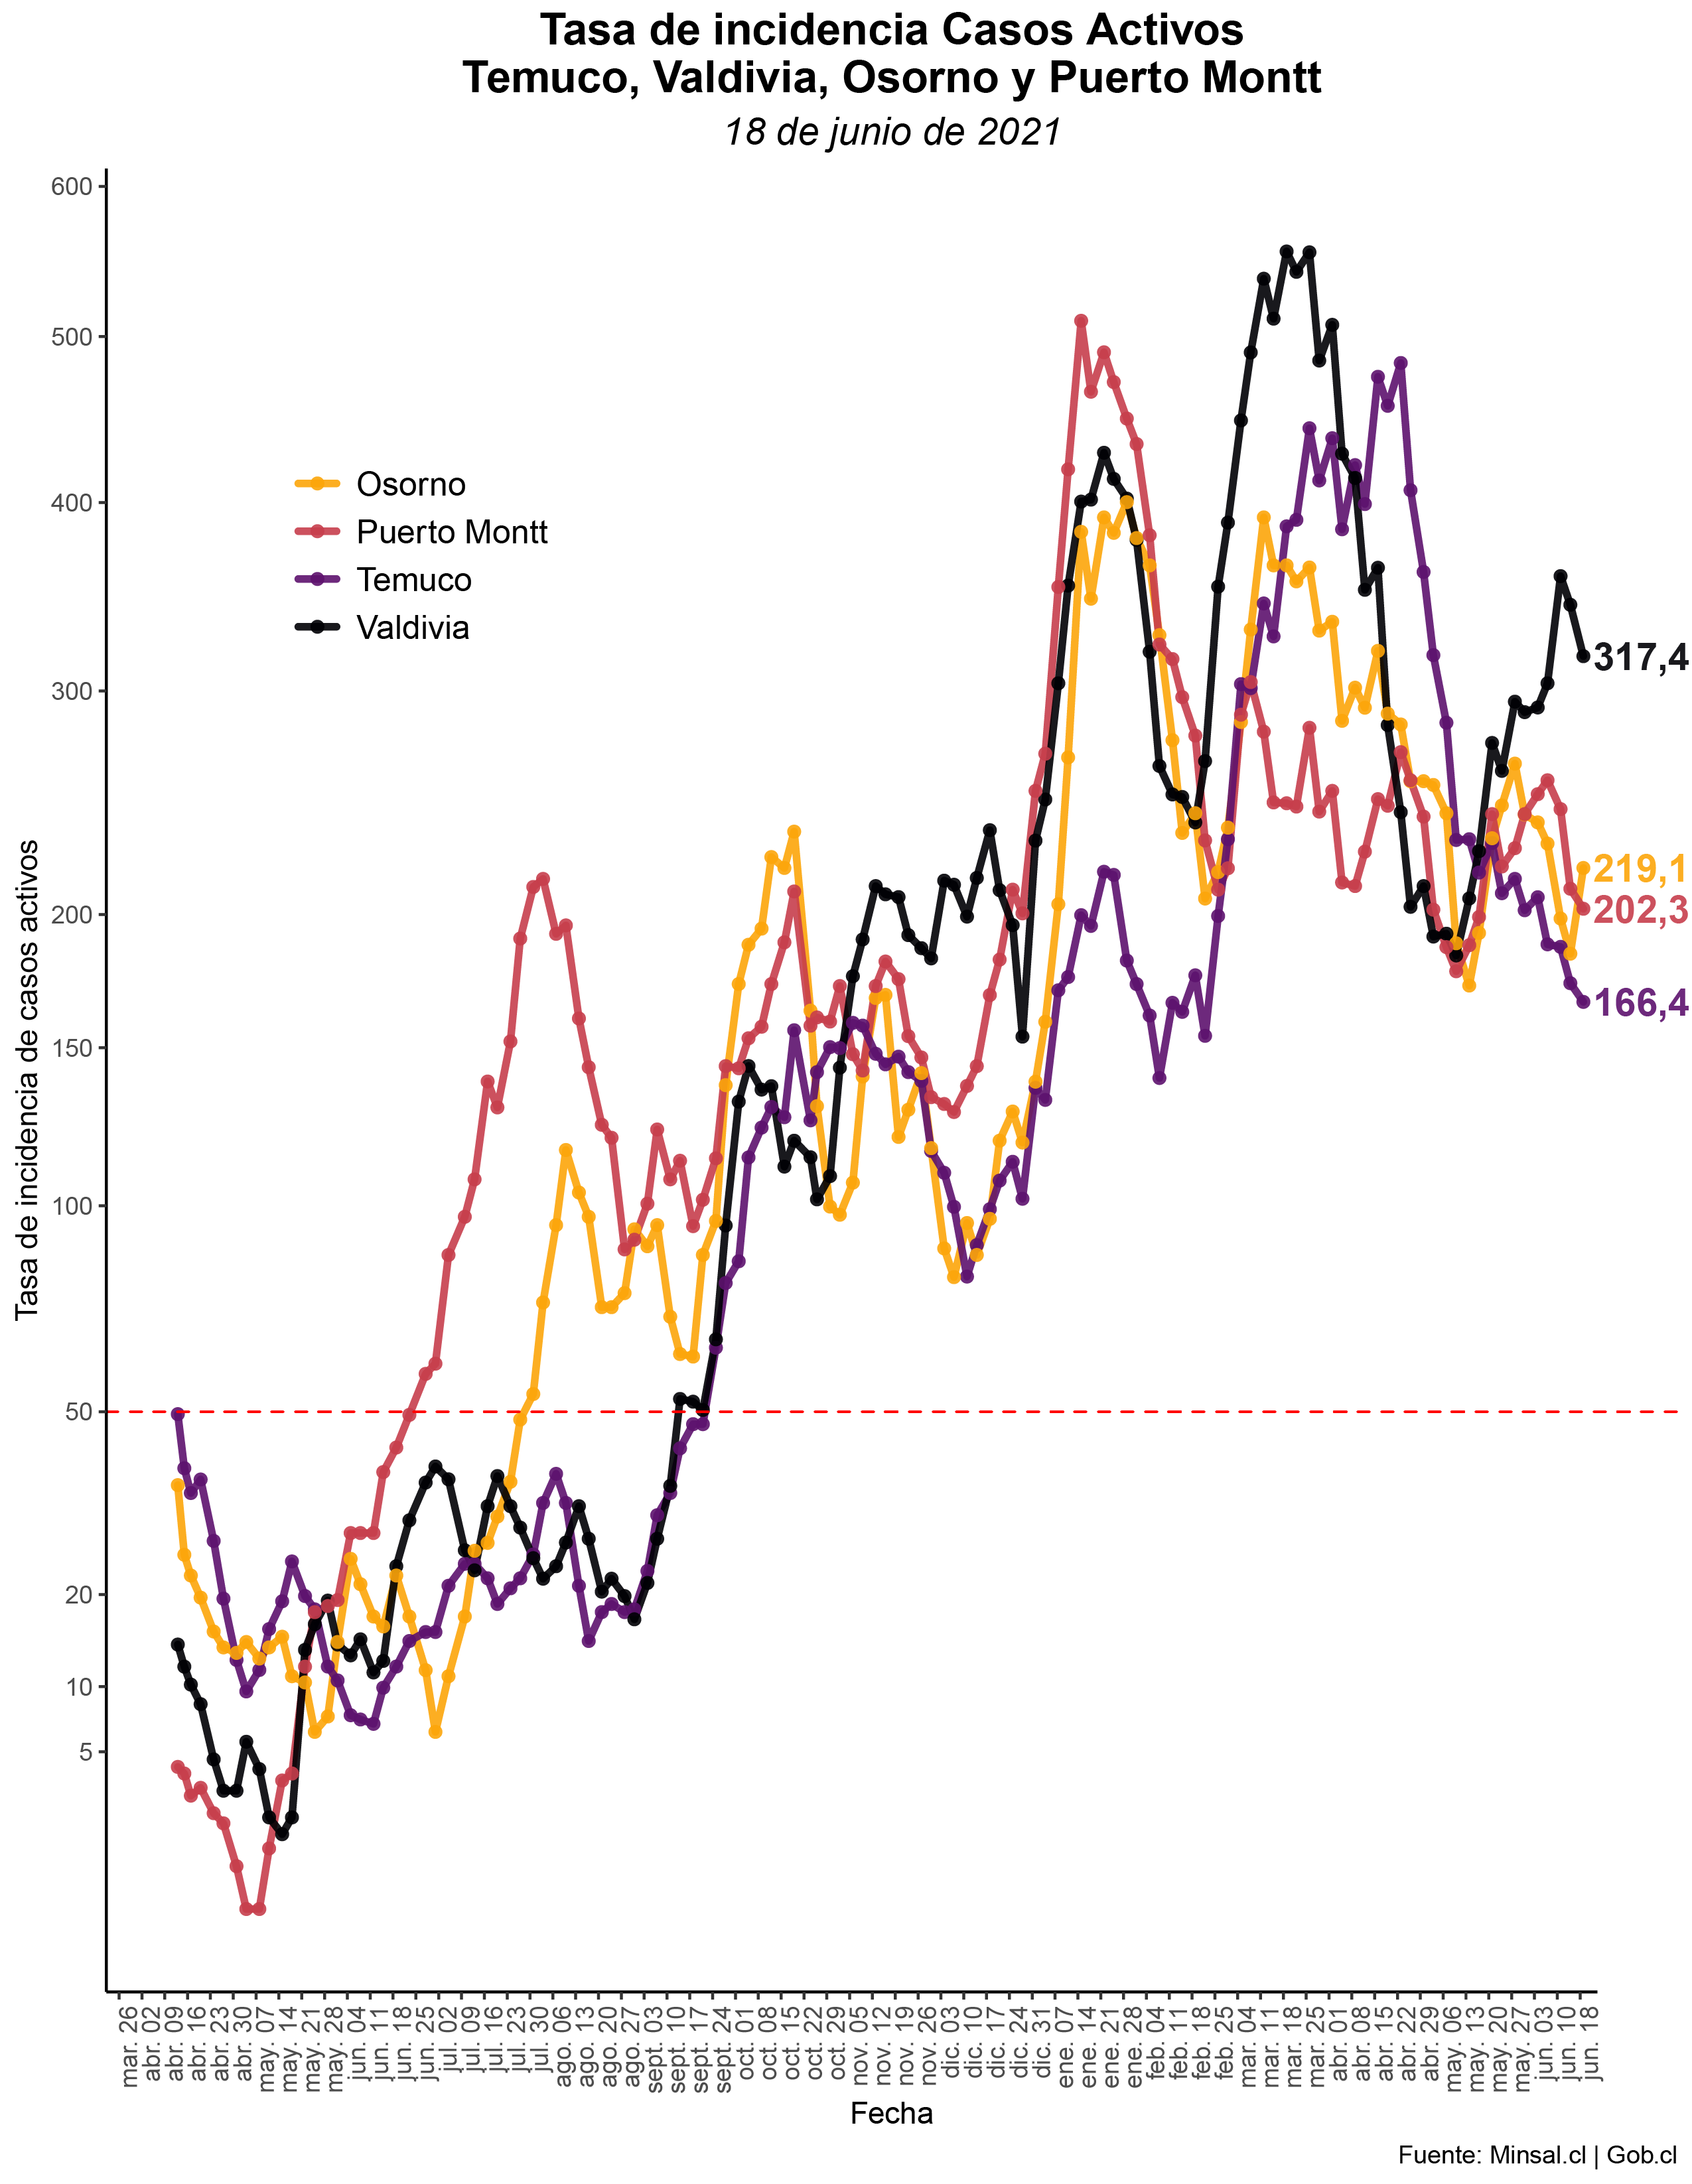 Tasa de incidencia Casos Activos
Temuco, Valdivia, Osorno y Puerto Montt
18 de junio de 2021
Tasa de incidencia de casos activos
600
500
400
300
200
150
100
50
20
10
5
Osorno
Puerto Montt
Temuco
Valdivia
317,4
219,1
202,3
166,4
mar. 26
abr. 02
abr. 09
abr. 16
abr. 23
abr. 30
may. 07
may. 14
may. 21
may. 28
jun. 04
jun. 11
jun. 18
jun. 25
jul. 02
jul. 09
jul. 16
jul. 23
jul. 30
ago. 06
ago. 13
ago. 20
ago. 27
sept. 03
sept. 10
sept. 17
sept. 24
oct. 01
oct. 08
oct. 15
oct. 22
oct. 29
nov. 05
nov. 12
nov. 19
nov. 26
dic. 03
dic. 10
dic. 17
dic. 24
dic. 31
ene. 07
ene. 14
ene. 21
ene. 28
feb. 04
feb. 11
feb. 18
feb. 25
mar. 04
mar. 11
mar. 18
mar. 25
abr. 01
abr. 08
abr. 15
abr. 22
abr. 29
may. 06
may. 13
may. 20
may. 27
jun. 03
jun. 10
jun. 18
Fecha
Fuente: Minsal.cl | Gob.cl